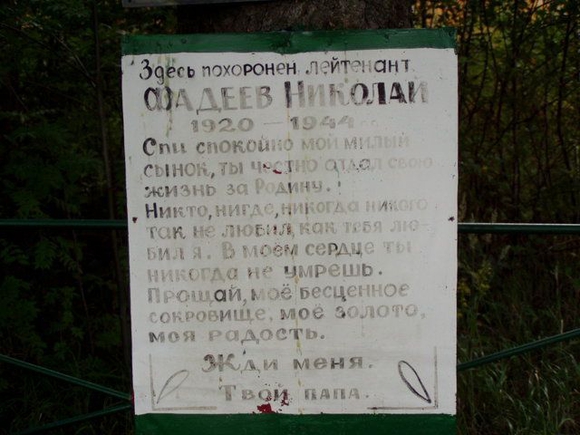 Здесь похоронен лейтенант
Фадеев Николай
1920 — 1944
Спи спокойно мой милый
сынок, ты честно отдал свою
жизнь за Родину.!
Никто, нигде, никогда никого
так не любил, как тебя лю-
бил я. В моём сердце ты
никогда не умрёшь.
Прощай, моё бесценное
сокровище, моё золото,
моя радость.
Жди меня.
Твой папа.